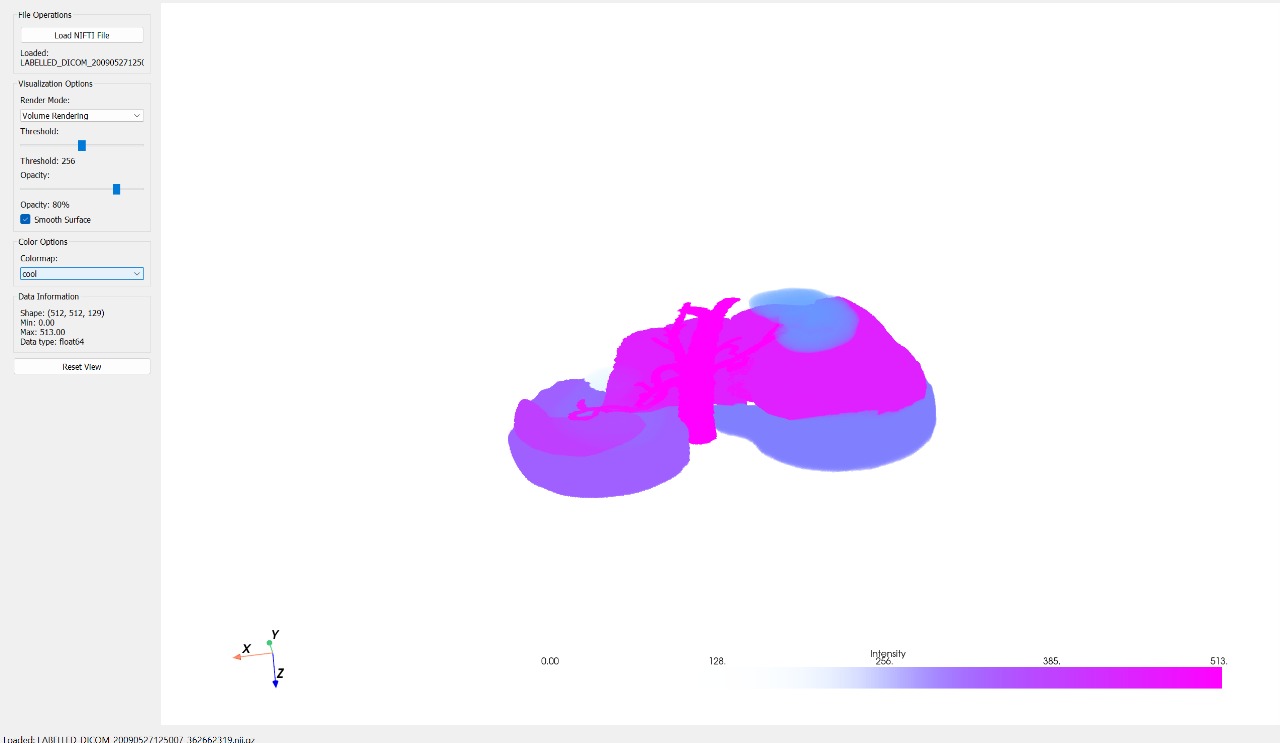 File Operations
Load NIFTI File
Loaded:
LABELLED_DICOM_200905271250
Visualization Options
Render Mode:
Volume Rendering
Threshold:
Threshold: 256
Opacity:
Opacity: 80%
Smooth Surface
Color Options
Colormap:
cool
Data Information
Shape: (512, 512, 129)
Min: 0.00
Max: 513.00
Data type: float64
Reset View
X
Y
Z
Intensity
0.00 128. 256. 385. 513.
Loaded: LABELLED_DICOM_20090527125007_362662319.nii.gz